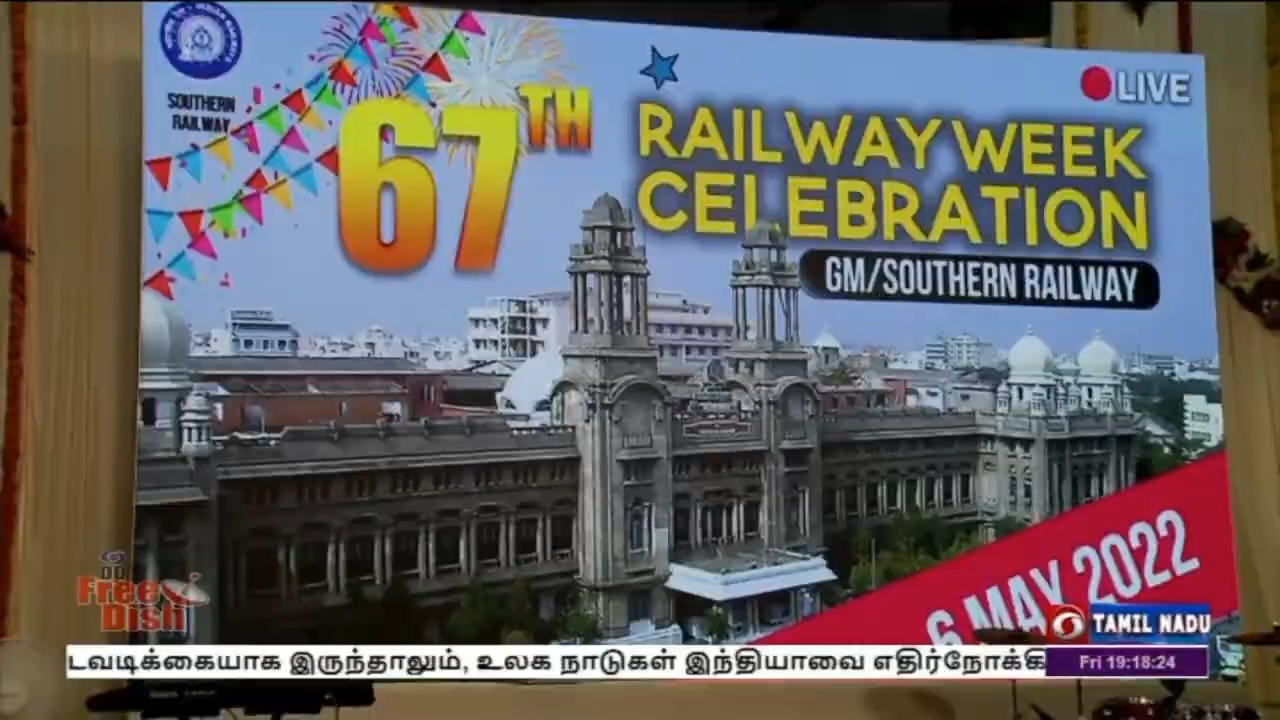 SOUTHERN
RAILWAY
67TH
RAILWAY WEEK
CELEBRATION
GM/SOUTHERN RAILWAY
LIVE
6 MAY 2022
DD
Free
Dish
TAMIL NADU
டவடிக்கையாக இருந்தாலும், உலக நாடுகள் இந்தியாவை எதிர்நோக்கி
Fri 19:18:24